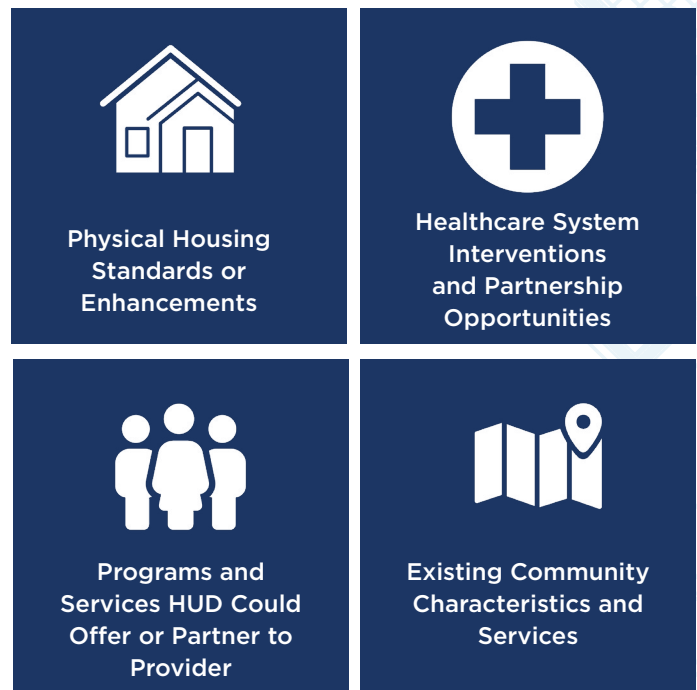 Physical Housing
Standards or
Enhancements
Healthcare System
Interventions
and Partnership
Opportunities
Programs and
Services HUD Could
Offer or Partner to
Provider
Existing Community
Characteristics and
Services